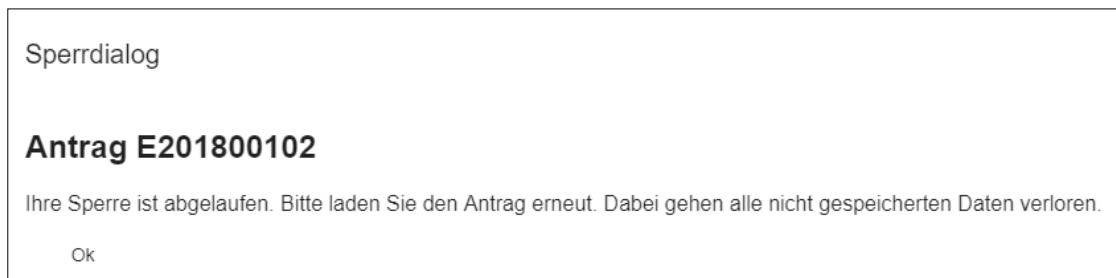 Sperrdialog
Antrag E201800102
Ihre Sperre ist abgelaufen. Bitte laden Sie den Antrag erneut. Dabei gehen alle nicht gespeicherten Daten verloren.
Ok